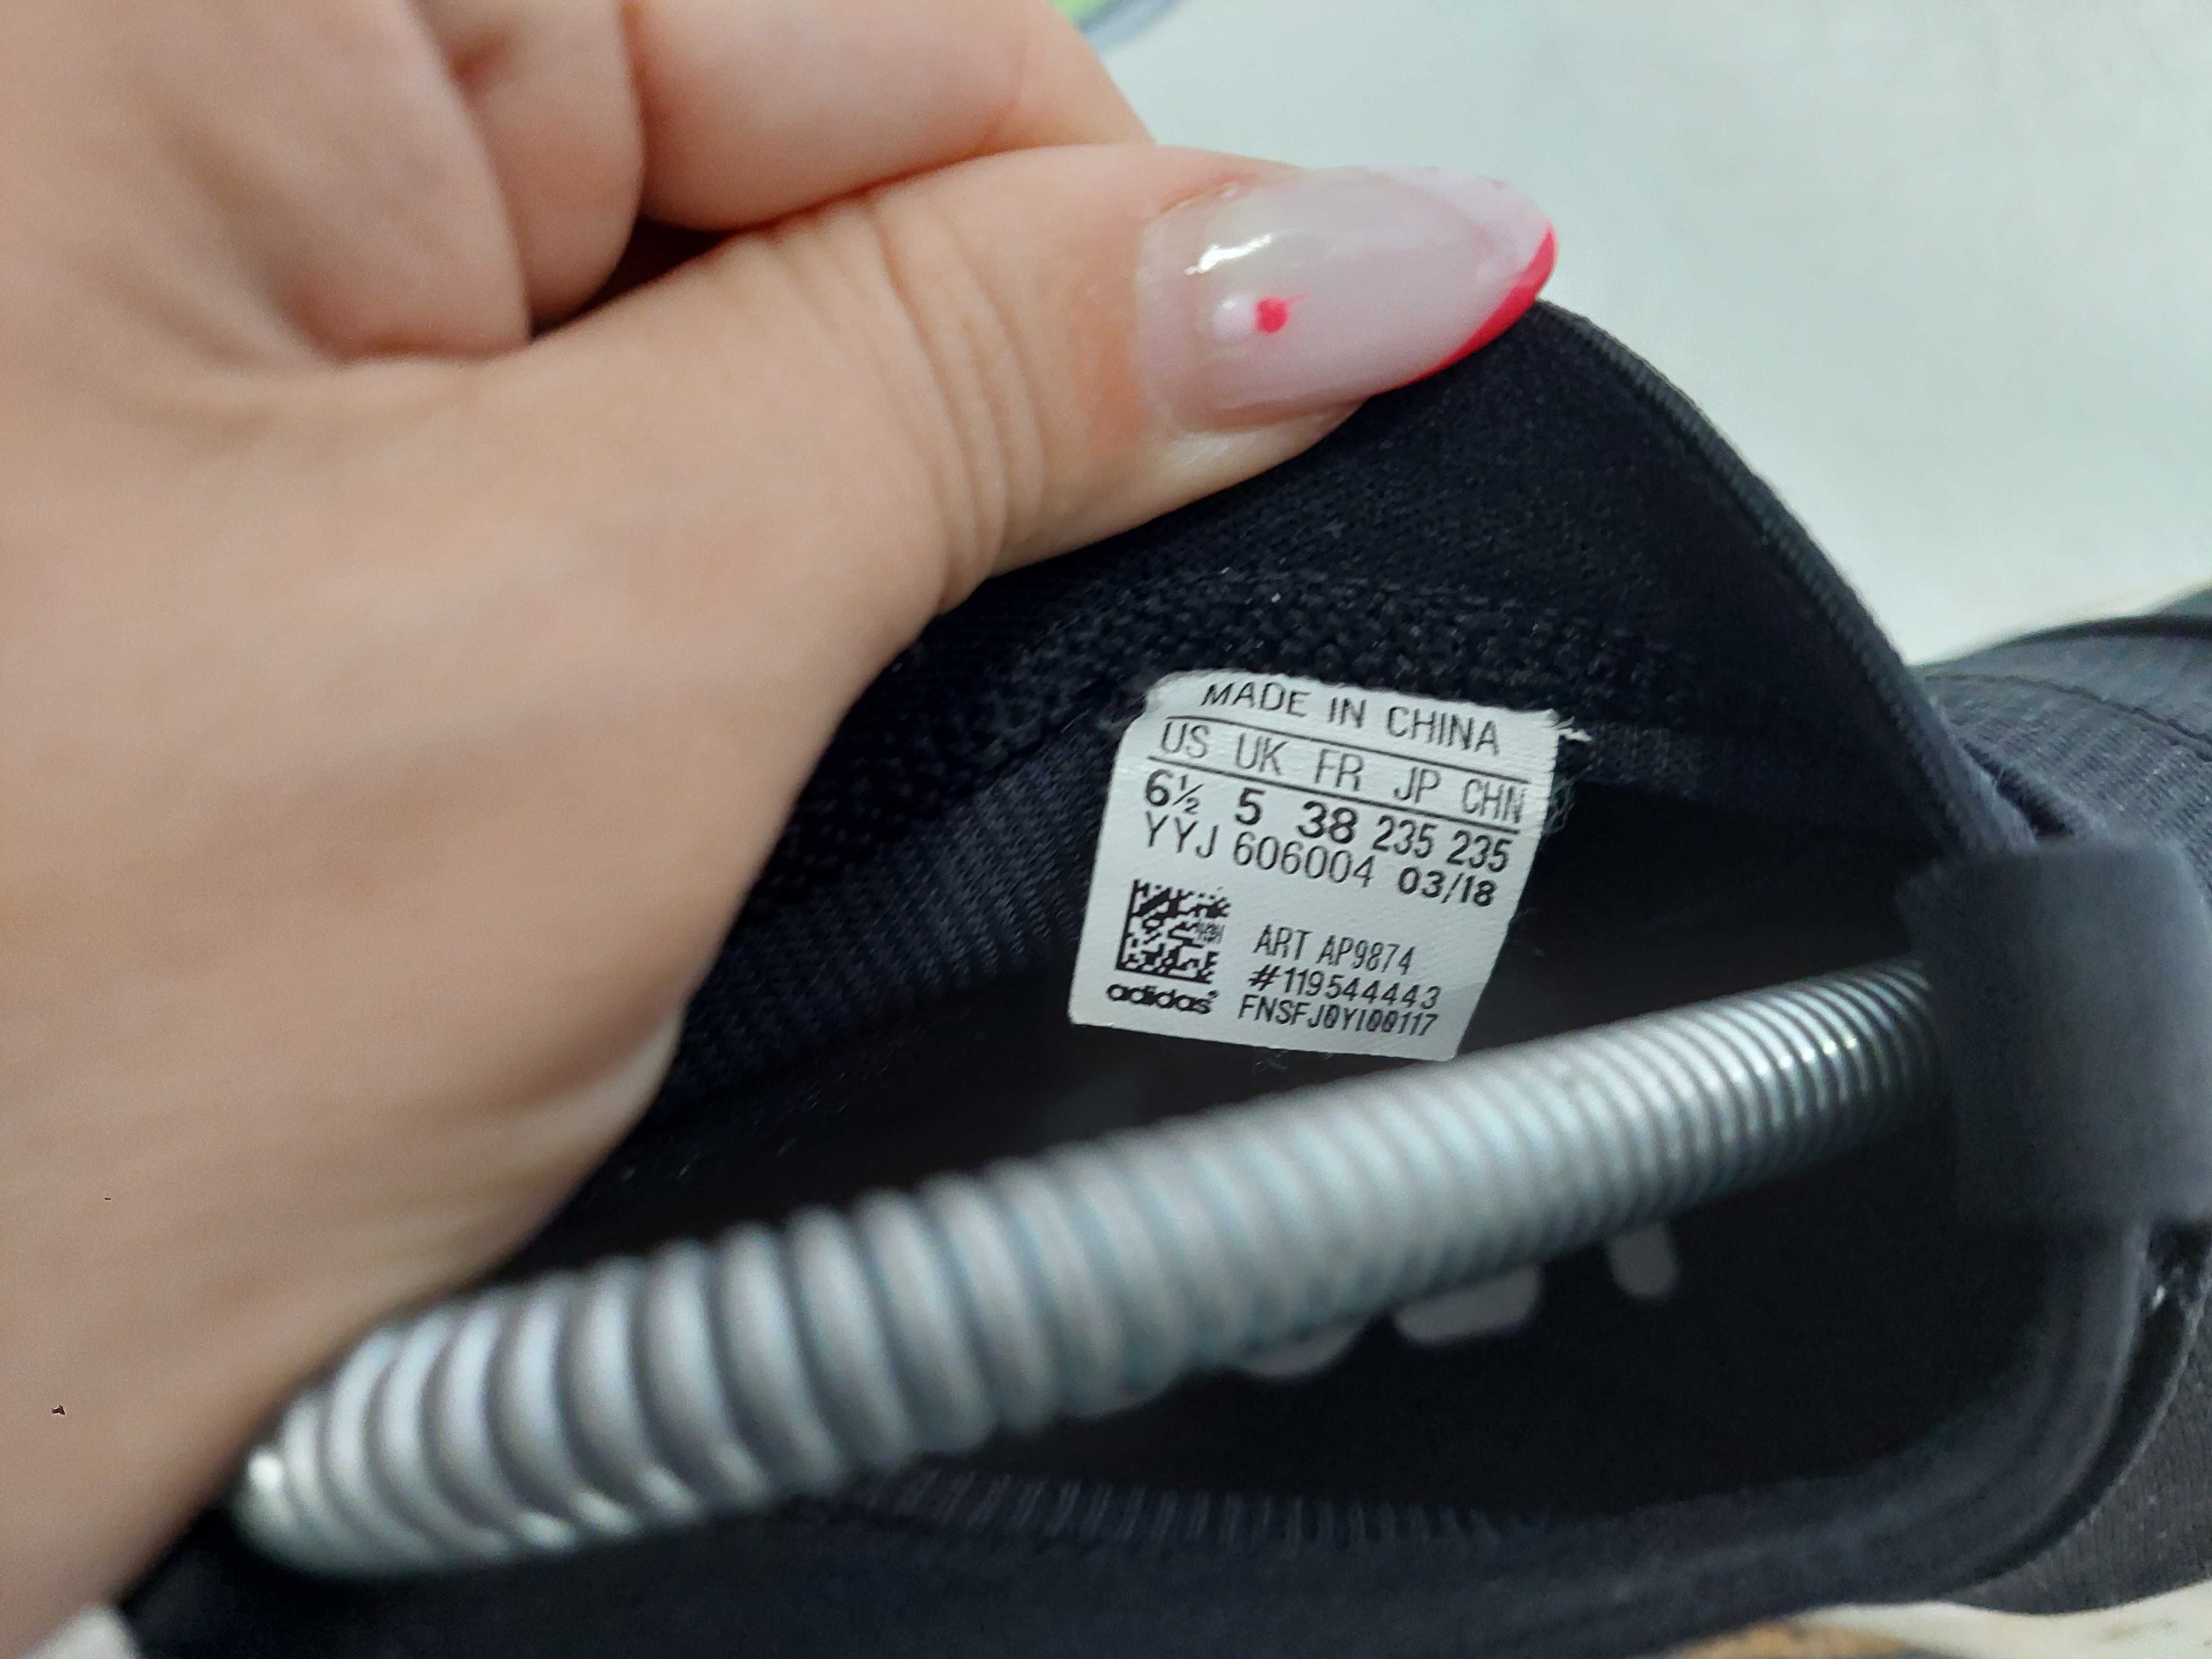 MADE IN CHINA
US UK FR JP CHN
6½ 5 38 235 235
YYJ 606004 03/18
ART AP9874
#119544443
adidas FNSFJ0YI00117